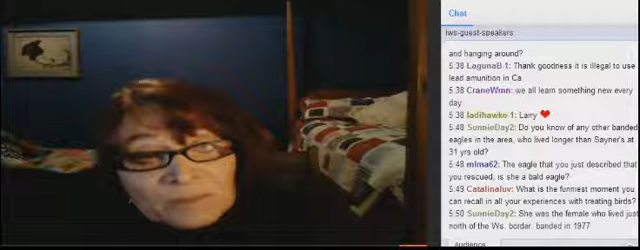 Chat
iws-guest-speakers
and hanging around?
5:38 LagunaB-1: Thank goodness it is illegal to use
lead amunition in Ca
5:38 CraneWmn: we all learn something new every
day
5:38 ladihawke-1: Larry ❤
5:48 SunnieDay2: Do you know of any other banded
eagles in the area, who lived longer than Sayner's at
31 yrs old?
5:48 mima62: The eagle that you just described that
you rescued, is she a bald eagle?
5:49 Catalinaluv: What is the funniest moment you
can recall in all your experiences with treating birds?
5:50 SunnieDay2: She was the female who lived just
north of the Ws. border. banded in 1977
Audience